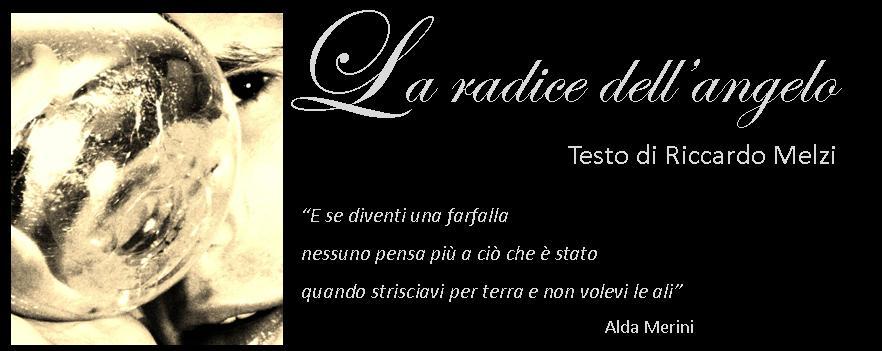 La radice dell'angelo
Testo di Riccardo Melzi
“E se diventi una farfalla
nessuno pensa più a ciò che è stato
quando strisciavi per terra e non volevi le ali”
Alda Merini